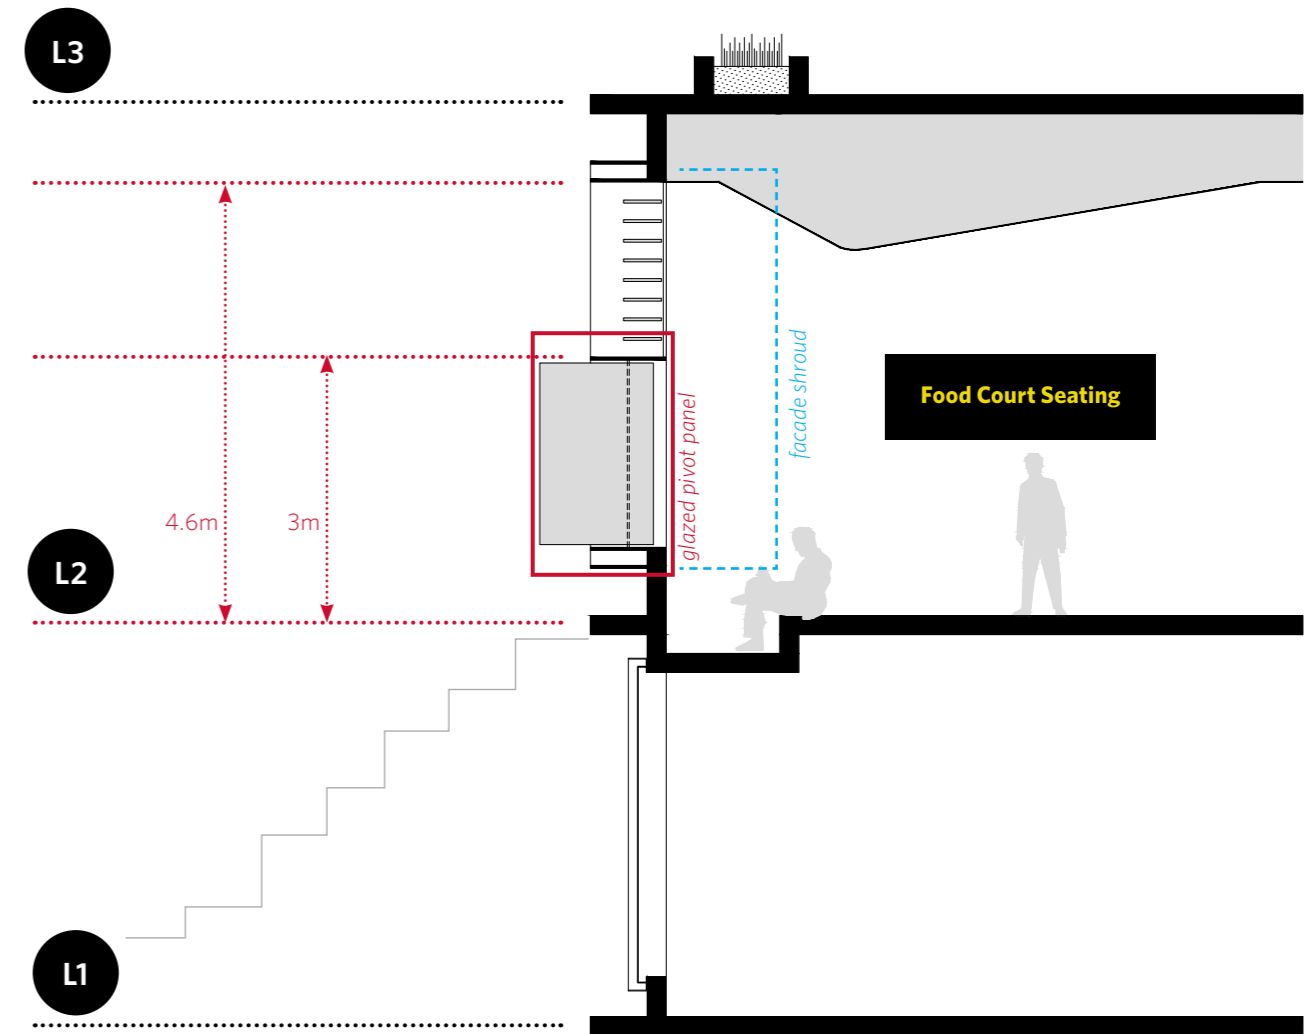 L3
4.6m
3m
glazed pivot panel
facade shroud
Food Court Seating
L2
L1